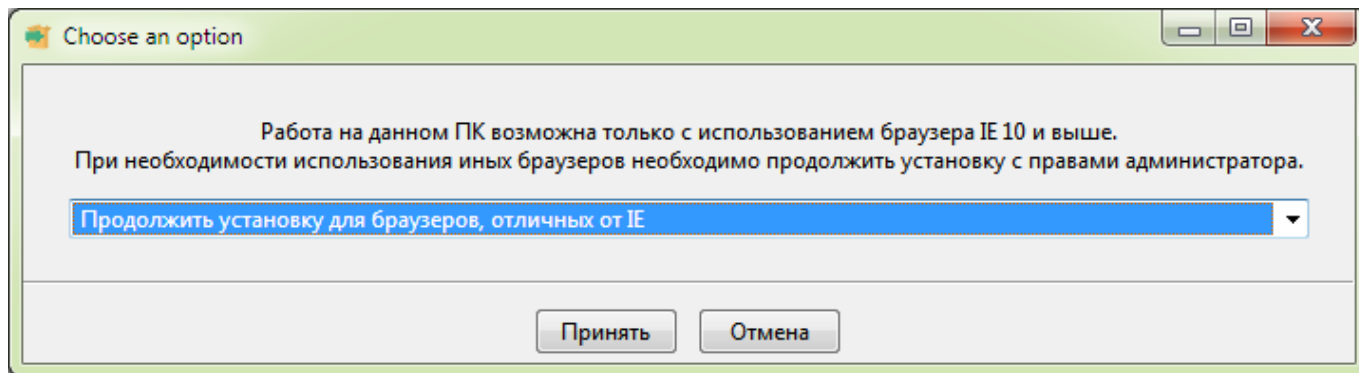 Choose an option
Работа на данном ПК возможна только с использованием браузера IE 10 и выше.
При необходимости использования иных браузеров необходимо продолжить установку с правами администратора.
Продолжить установку для браузеров, отличных от IE
Принять
Отмена